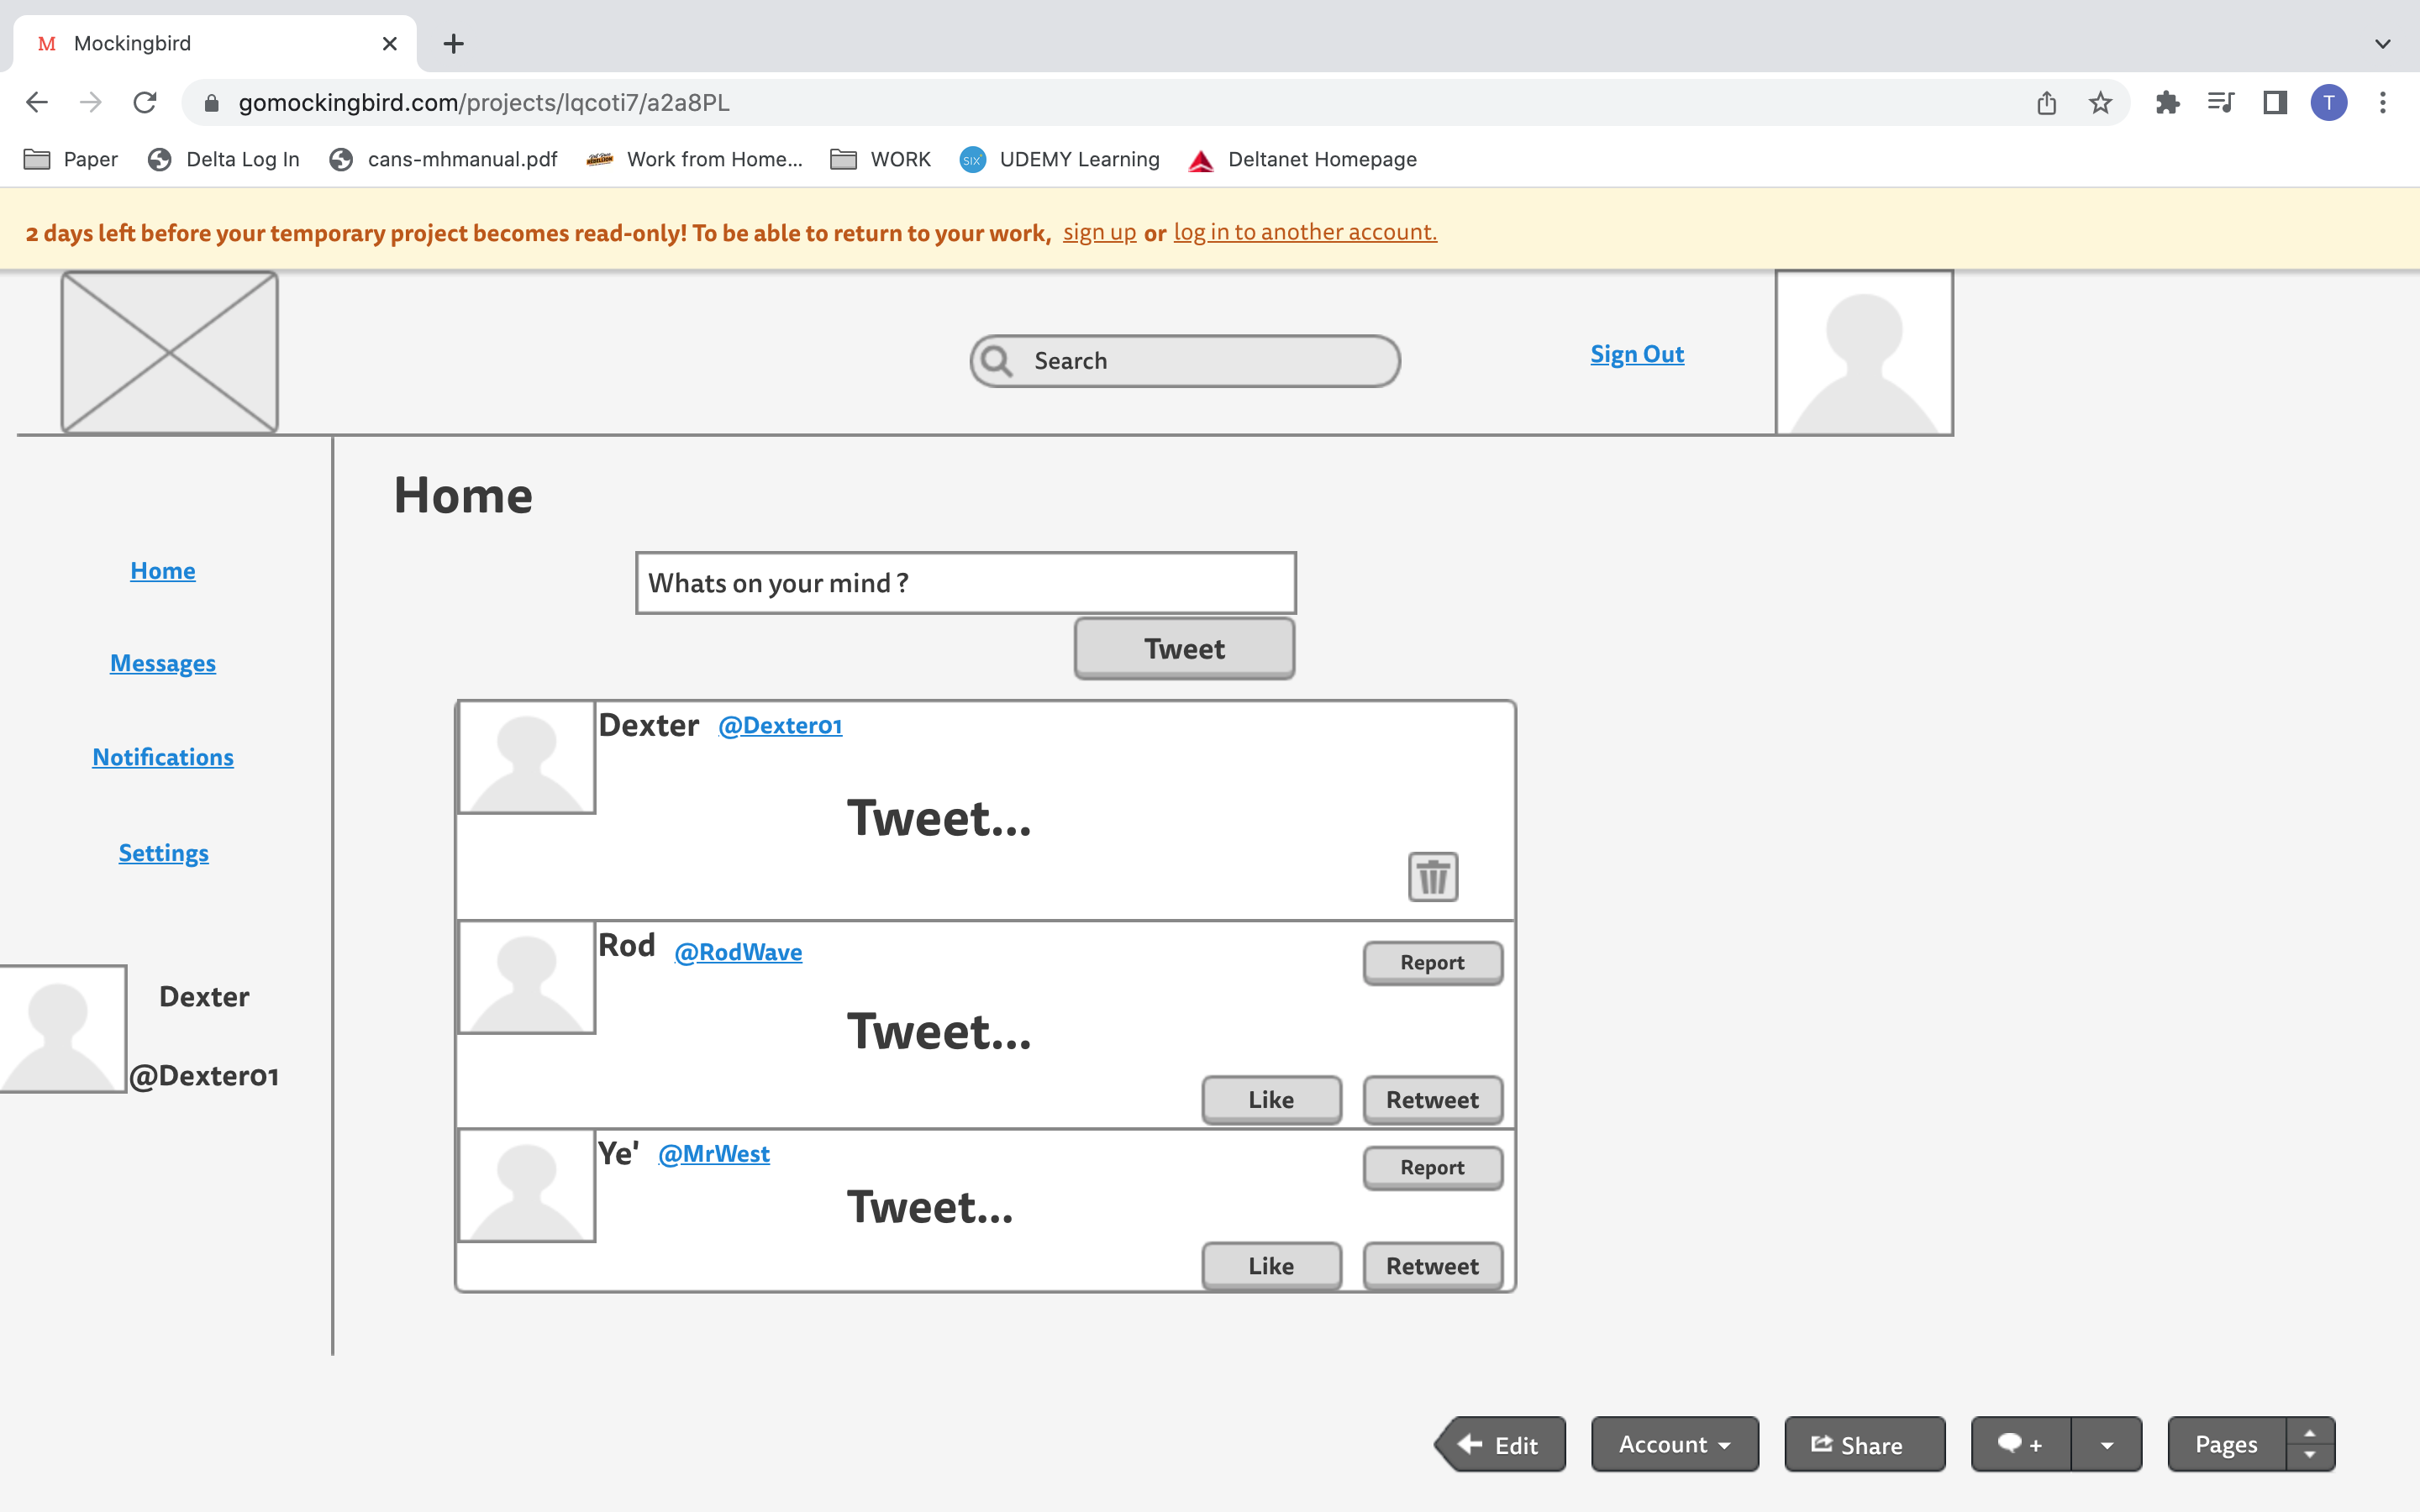 M Mockingbird
gomockingbird.com/projects/lqcoti7/a2a8PL
T
Paper Delta Log In cans-mhmanual.pdf Work from Home... WORK SIX UDEMY Learning Deltanet Homepage
2 days left before your temporary project becomes read-only! To be able to return to your work, sign up or log in to another account.
Search
Sign Out
Home
Home
Whats on your mind ?
Messages
Tweet
Notifications
Dexter @Dexter01
Tweet...
Settings
Rod @RodWave
Report
Dexter
Tweet...
@Dexter01
Like Retweet
Ye' @MrWest
Report
Tweet...
Like Retweet
Edit Account Share + Pages